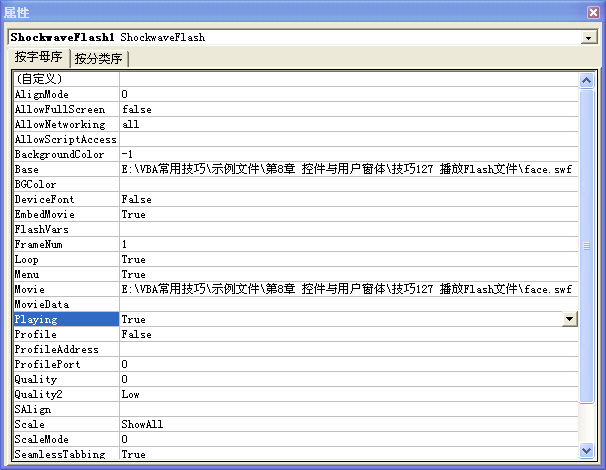 属性
ShockwaveFlash1 ShockwaveFlash
按字母序 按分类序
(自定义)
AlignMode 0
AllowFullScreen false
AllowNetworking all
AllowScriptAccess
BackgroundColor -1
Base E:\VBA常用技巧\示例文件\第8章 控件与用户窗体\技巧127 播放Flash文件\face.swf
BGColor
DeviceFont False
EmbedMovie True
FlashVars
FrameNum 1
Loop True
Menu True
Movie E:\VBA常用技巧\示例文件\第8章 控件与用户窗体\技巧127 播放Flash文件\face.swf
MovieData
Playing True
Profile False
ProfileAddress
ProfilePort 0
Quality 0
Quality2 Low
SAlign
Scale ShowAll
ScaleMode 0
SeamlessTabbing True